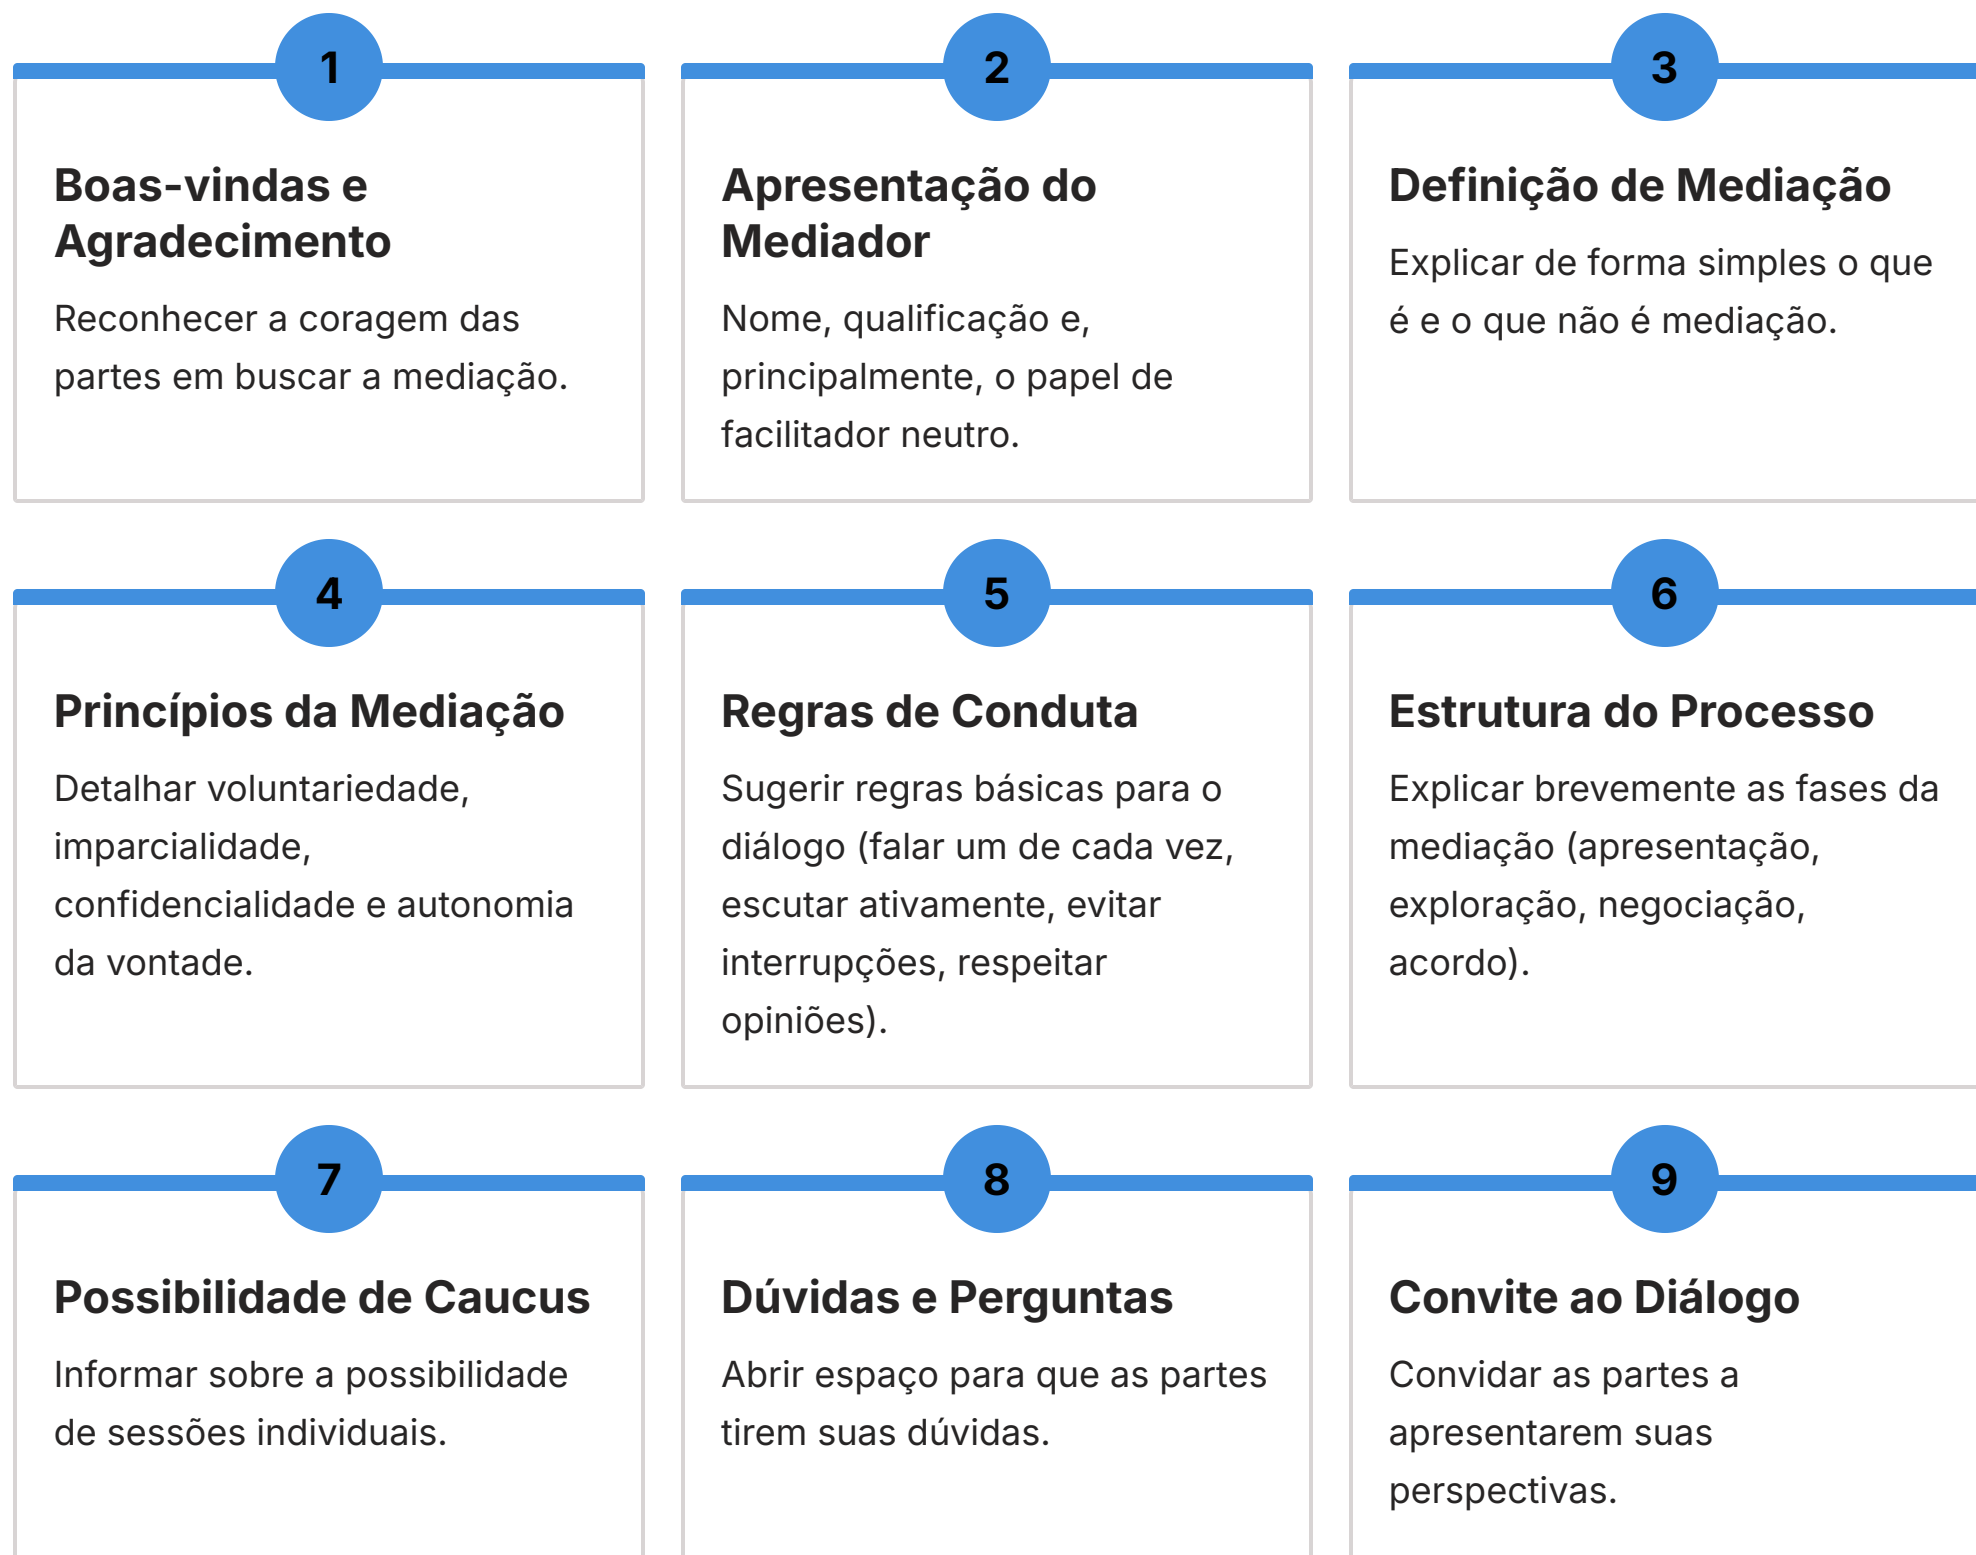 1
Boas-vindas e
Agradecimento
Reconhecer a coragem das
partes em buscar a mediação.
2
Apresentação do
Mediador
Nome, qualificação e,
principalmente, o papel de
facilitador neutro.
3
Definição de Mediação
Explicar de forma simples o que
é e o que não é mediação.
4
Princípios da Mediação
Detalhar voluntariedade,
imparcialidade,
confidencialidade e autonomia
da vontade.
5
Regras de Conduta
Sugerir regras básicas para o
diálogo (falar um de cada vez,
escutar ativamente, evitar
interrupções, respeitar
opiniões).
6
Estrutura do Processo
Explicar brevemente as fases da
mediação (apresentação,
exploração, negociação,
acordo).
7
Possibilidade de Caucus
Informar sobre a possibilidade
de sessões individuais.
8
Dúvidas e Perguntas
Abrir espaço para que as partes
tirem suas dúvidas.
9
Convite ao Diálogo
Convidar as partes a
apresentarem suas
perspectivas.